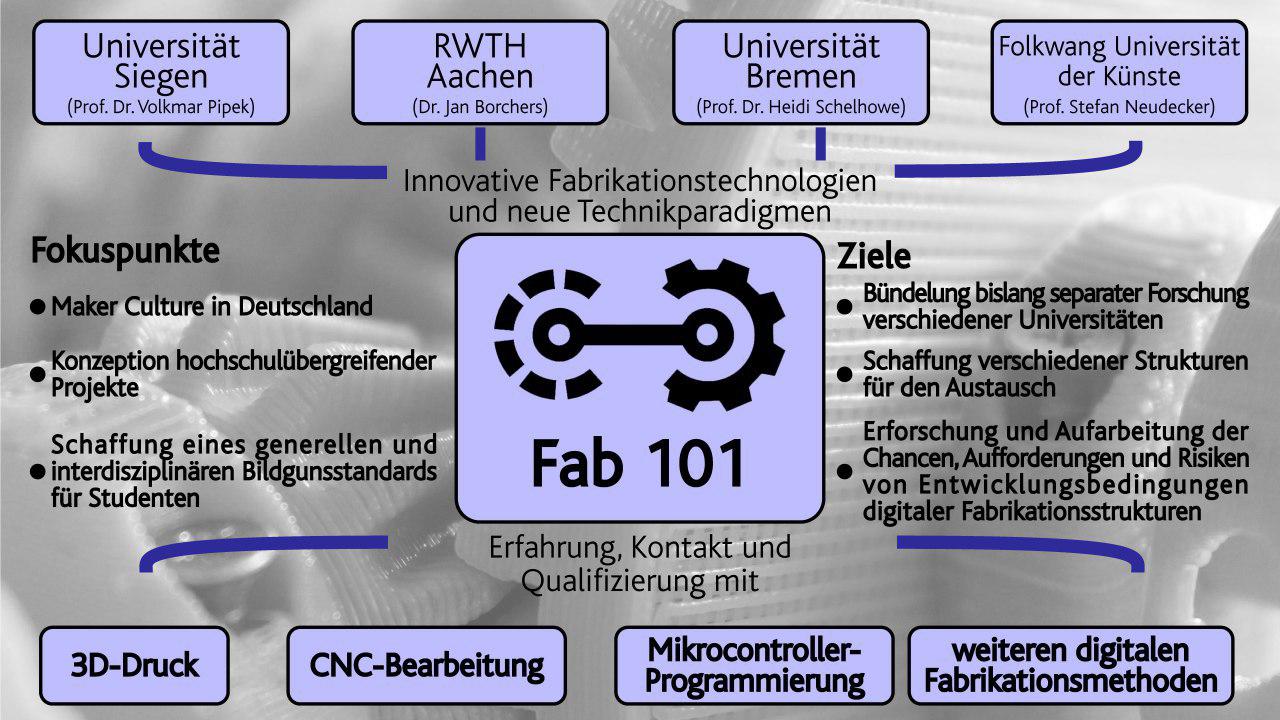 Universität
Siegen
(Prof. Dr. Volkmar Pipek)
RWTH
Aachen
(Dr. Jan Borchers)
Universität
Bremen
(Prof. Dr. Heidi Schelhowe)
Folkwang Universität
der Künste
(Prof. Stefan Neudecker)
Innovative Fabrikationstechnologien
und neue Technikparadigmen
Fokuspunkte
Maker Culture in Deutschland
Konzeption hochschulübergreifender
Projekte
Schaffung eines generellen und
interdisziplinären Bildgunsstandards
für Studenten
Fab 101
Ziele
Bündelung bislang separater Forschung
verschiedener Universitäten
Schaffung verschiedener Strukturen
für den Austausch
Erforschung und Aufarbeitung der
Chancen, Aufforderungen und Risiken
von Entwicklungsbedingungen
digitaler Fabrikationsstrukturen
Erfahrung, Kontakt und
Qualifizierung mit
3D-Druck
CNC-Bearbeitung
Mikrocontroller-
Programmierung
weiteren digitalen
Fabrikationsmethoden